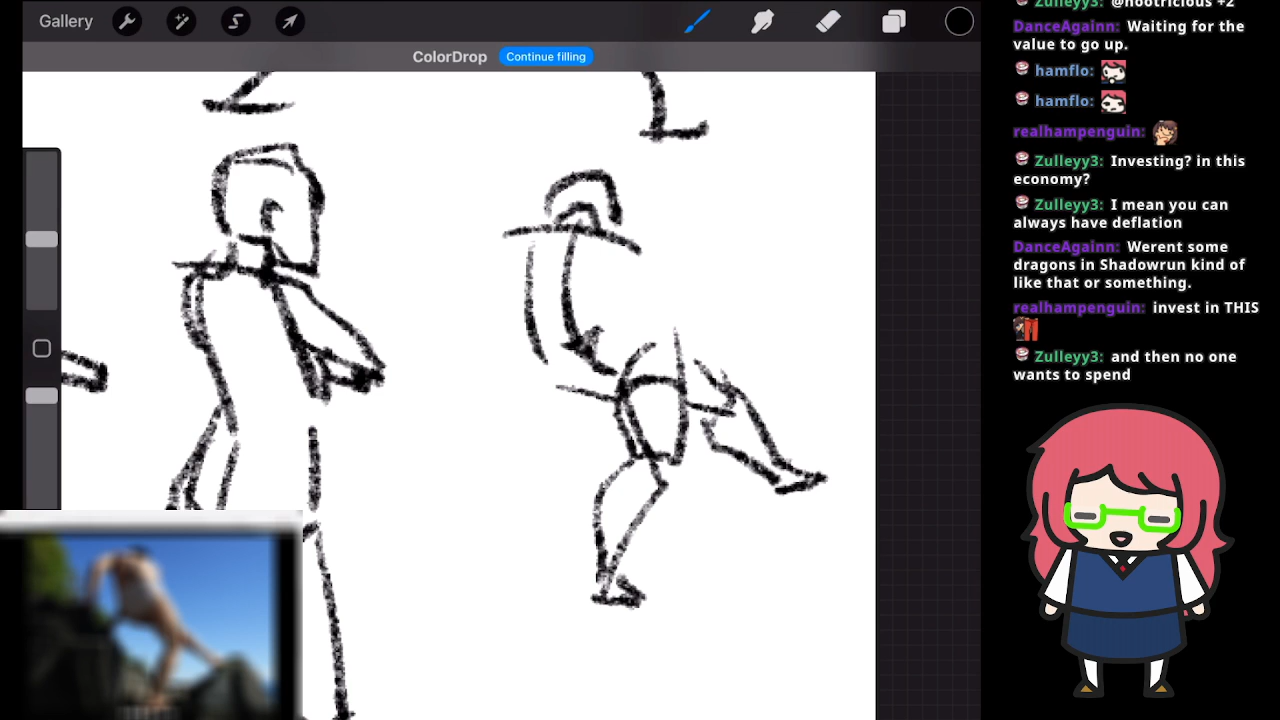 Gallery
ColorDrop Continue filling
Zulleyy3: @nootricious +2
DanceAgainn: Waiting for the
value to go up.
hamflo:
hamflo:
realhampenguin:
Zulleyy3: Investing? in this
economy?
Zulleyy3: I mean you can
always have deflation
DanceAgainn: Werent some
dragons in Shadowrun kind of
like that or something.
realhampenguin: invest in THIS
Zulleyy3: and then no one
wants to spend